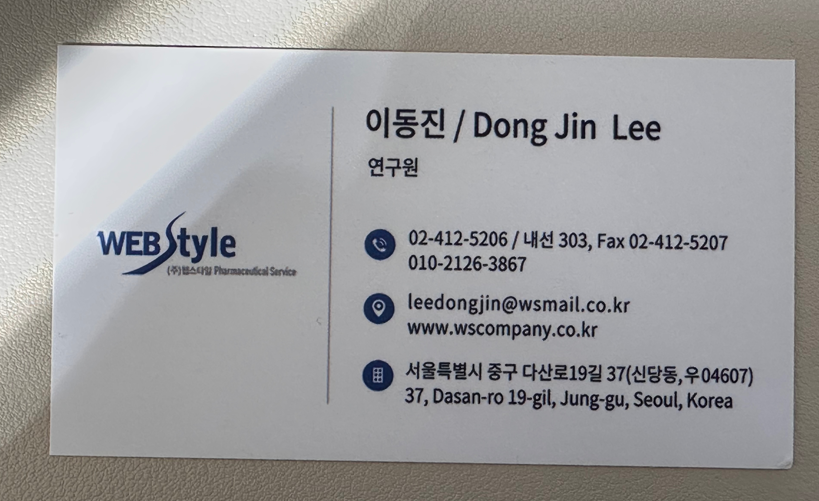 WEBStyle
(주)웹스타일 Pharmaceutical Service
이동진 / Dong Jin Lee
연구원
02-412-5206 / 내선 303, Fax 02-412-5207
010-2126-3867
leedongjin@wsmail.co.kr
www.wscompany.co.kr
서울특별시 중구 다산로19길 37(신당동,우04607)
37, Dasan-ro 19-gil, Jung-gu, Seoul, Korea